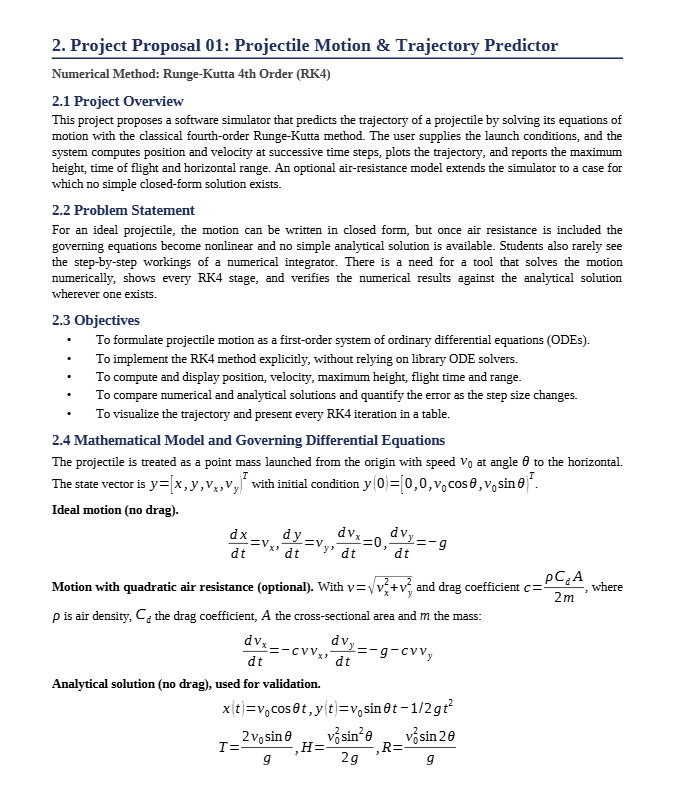 2. Project Proposal 01: Projectile Motion & Trajectory Predictor
Numerical Method: Runge-Kutta 4th Order (RK4)
2.1 Project Overview
This project proposes a software simulator that predicts the trajectory of a projectile by solving its equations of
motion with the classical fourth-order Runge-Kutta method. The user supplies the launch conditions, and the
system computes position and velocity at successive time steps, plots the trajectory, and reports the maximum
height, time of flight and horizontal range. An optional air-resistance model extends the simulator to a case for
which no simple closed-form solution exists.
2.2 Problem Statement
For an ideal projectile, the motion can be written in closed form, but once air resistance is included the
governing equations become nonlinear and no simple analytical solution is available. Students also rarely see
the step-by-step workings of a numerical integrator. There is a need for a tool that solves the motion
numerically, shows every RK4 stage, and verifies the numerical results against the analytical solution
wherever one exists.
2.3 Objectives
• To formulate projectile motion as a first-order system of ordinary differential equations (ODEs).
• To implement the RK4 method explicitly, without relying on library ODE solvers.
• To compute and display position, velocity, maximum height, flight time and range.
• To compare numerical and analytical solutions and quantify the error as the step size changes.
• To visualize the trajectory and present every RK4 iteration in a table.
2.4 Mathematical Model and Governing Differential Equations
The projectile is treated as a point mass launched from the origin with speed v₀ at angle θ to the horizontal.
The state vector is y=[x,y,vₓ,v_y]^T with initial condition y(0)=[0,0,v₀cosθ,v₀sinθ]^T.
Ideal motion (no drag).
dx/dt=vₓ, dy/dt=v_y, dvₓ/dt=0, dv_y/dt=−g
Motion with quadratic air resistance (optional). With v=√(vₓ²+v_y²) and drag coefficient c=ρC_dA/2m, where
ρ is air density, C_d the drag coefficient, A the cross-sectional area and m the mass:
dvₓ/dt=−cvvₓ, dv_y/dt=−g−cvv_y
Analytical solution (no drag), used for validation.
x(t)=v₀cosθt, y(t)=v₀sinθt−1/2gt²
T=2v₀sinθ/g, H=v₀²sin²θ/2g, R=v₀²sin2θ/g